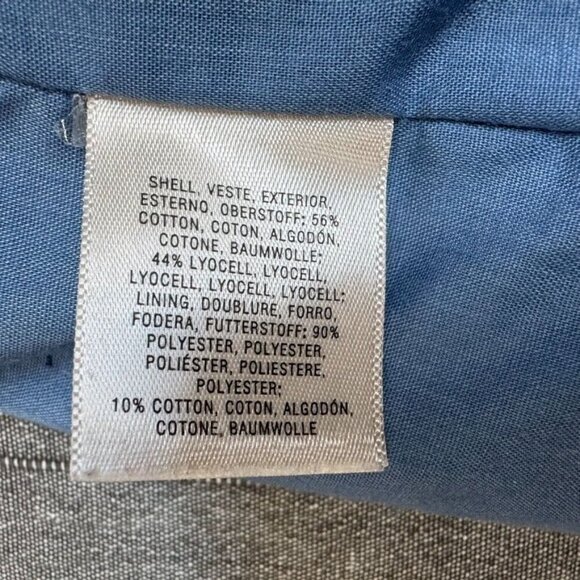 SHELL, VESTE, EXTERIOR,
ESTERNO, OBERSTOFF: 56%
COTTON, COTON, ALGODÓN,
COTONE, BAUMWOLLE;
44% LYOCELL, LYOCELL,
LYOCELL, LYOCELL, LYOCELL;
LINING, DOUBLURE, FORRO,
FODERA, FUTTERSTOFF: 90%
POLYESTER, POLYESTER,
POLIÉSTER, POLIESTERE,
POLYESTER;
10% COTTON, COTON, ALGODÓN,
COTONE, BAUMWOLLE